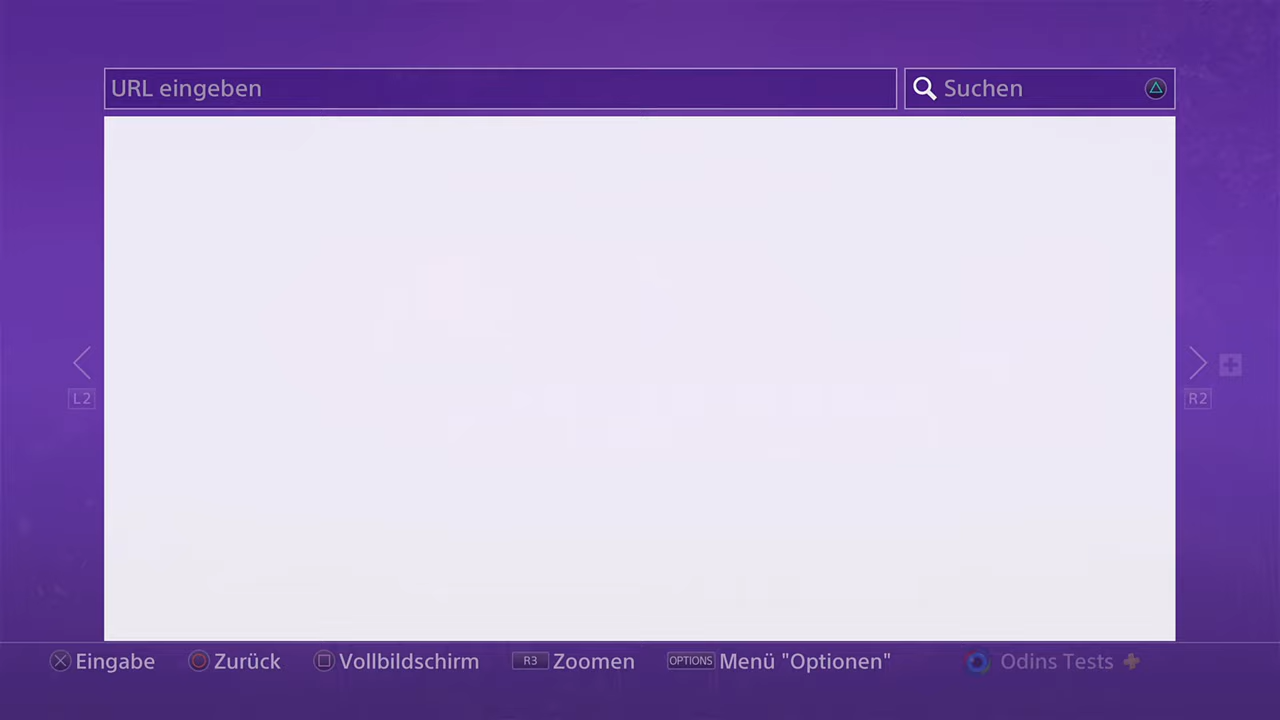 URL eingeben
Suchen
L2
R2
Eingabe
Zurück
Vollbildschirm
R3 Zoomen
OPTIONS Menü "Optionen"
Odins Tests